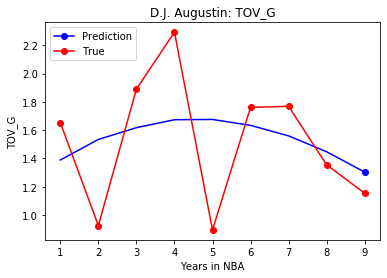 D.J. Augustin: TOV_G
Prediction
True
TOV_G
2.2
2.0
1.8
1.6
1.4
1.2
1.0
1 2 3 4 5 6 7 8 9
Years in NBA